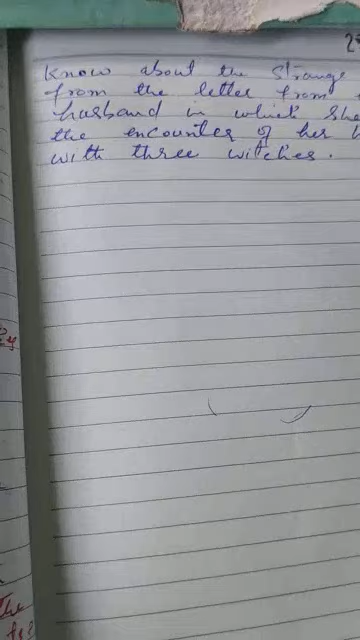 25
know about the strange
from the letter from
husband in which she
the encounter of her
with three witches.